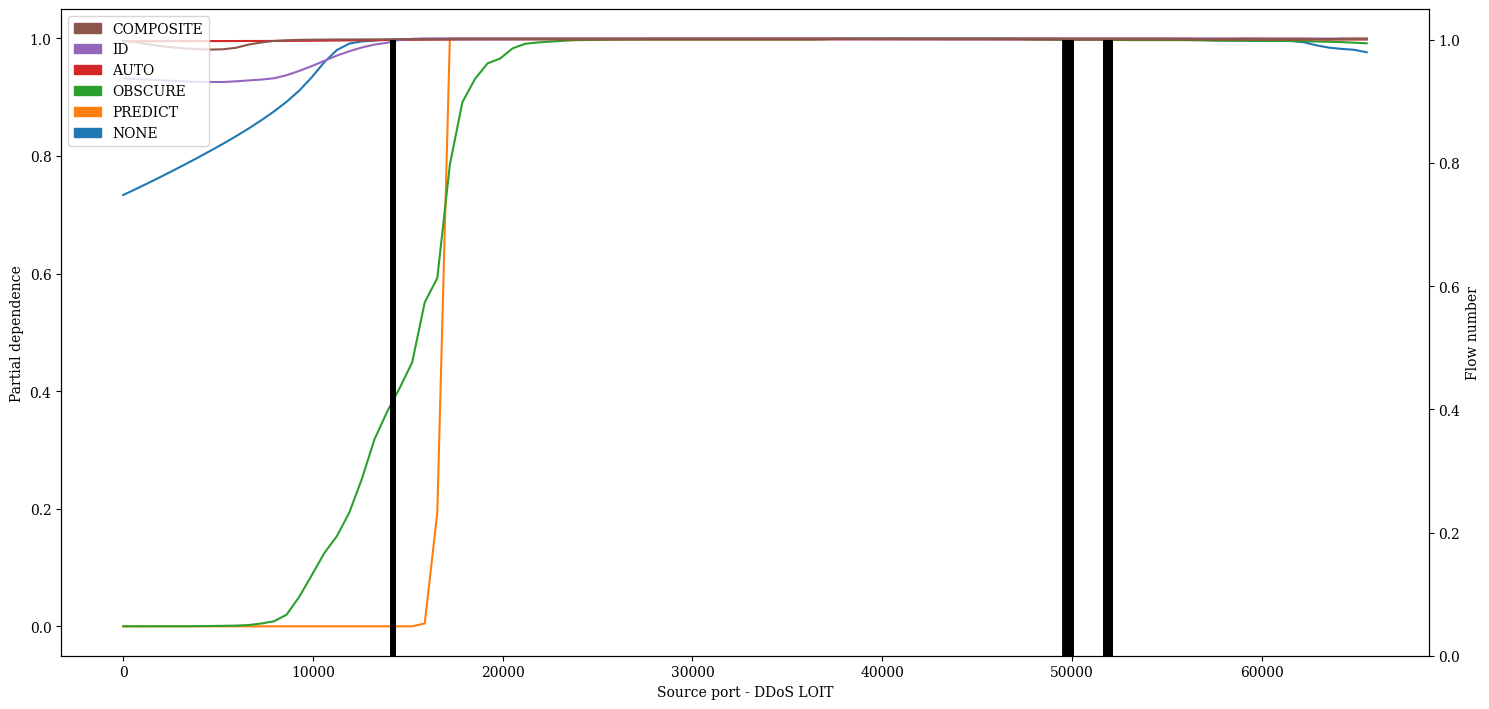 COMPOSITE
ID
AUTO
OBSCURE
PREDICT
NONE
Partial dependence
1.0
0.8
0.6
0.4
0.2
0.0
0
10000
20000
30000
40000
50000
60000
Source port - DDoS LOIT
1.0
0.8
0.6
0.4
0.2
0.0
Flow number